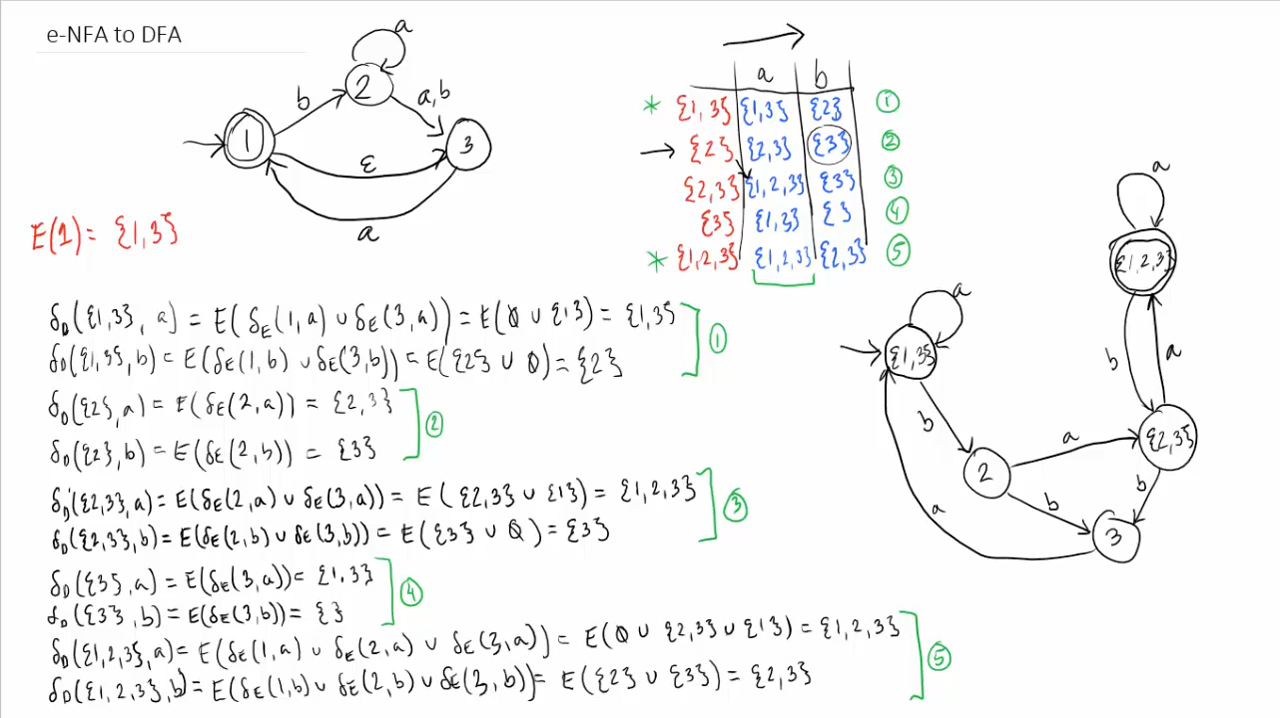 e-NFA to DFA
a
b
2
a,b
1
ε
3
a
E(1) = {1,3}
a b
* {1,3} {1,3} {2} ①
→ {2} {2,3} {3} ②
{2,3} {1,2,3} {3} ③
{3} {1,3} { } ④
* {1,2,3} {1,2,3} {2,3} ⑤
δD({1,3}, a) = E(δE(1,a) ∪ δE(3,a)) = E(∅ ∪ {1}) = {1,3}
δD({1,3}, b) = E(δE(1,b) ∪ δE(3,b)) = E({2} ∪ ∅) = {2}
①
δD({2}, a) = E(δE(2,a)) = {2,3}
δD({2}, b) = E(δE(2,b)) = {3}
②
δD({2,3}, a) = E(δE(2,a) ∪ δE(3,a)) = E({2,3} ∪ {1}) = {1,2,3}
δD({2,3}, b) = E(δE(2,b) ∪ δE(3,b)) = E({3} ∪ ∅) = {3}
③
δD({3}, a) = E(δE(3,a)) = {1,3}
δD({3}, b) = E(δE(3,b)) = { }
④
δD({1,2,3}, a) = E(δE(1,a) ∪ δE(2,a) ∪ δE(3,a)) = E(∅ ∪ {2,3} ∪ {1}) = {1,2,3}
δD({1,2,3}, b) = E(δE(1,b) ∪ δE(2,b) ∪ δE(3,b)) = E({2} ∪ {3}) = {2,3}
⑤
a
{1,2,3}
a
{1,3}
b
a
b
a
{2,3}
2
b
b
a
3